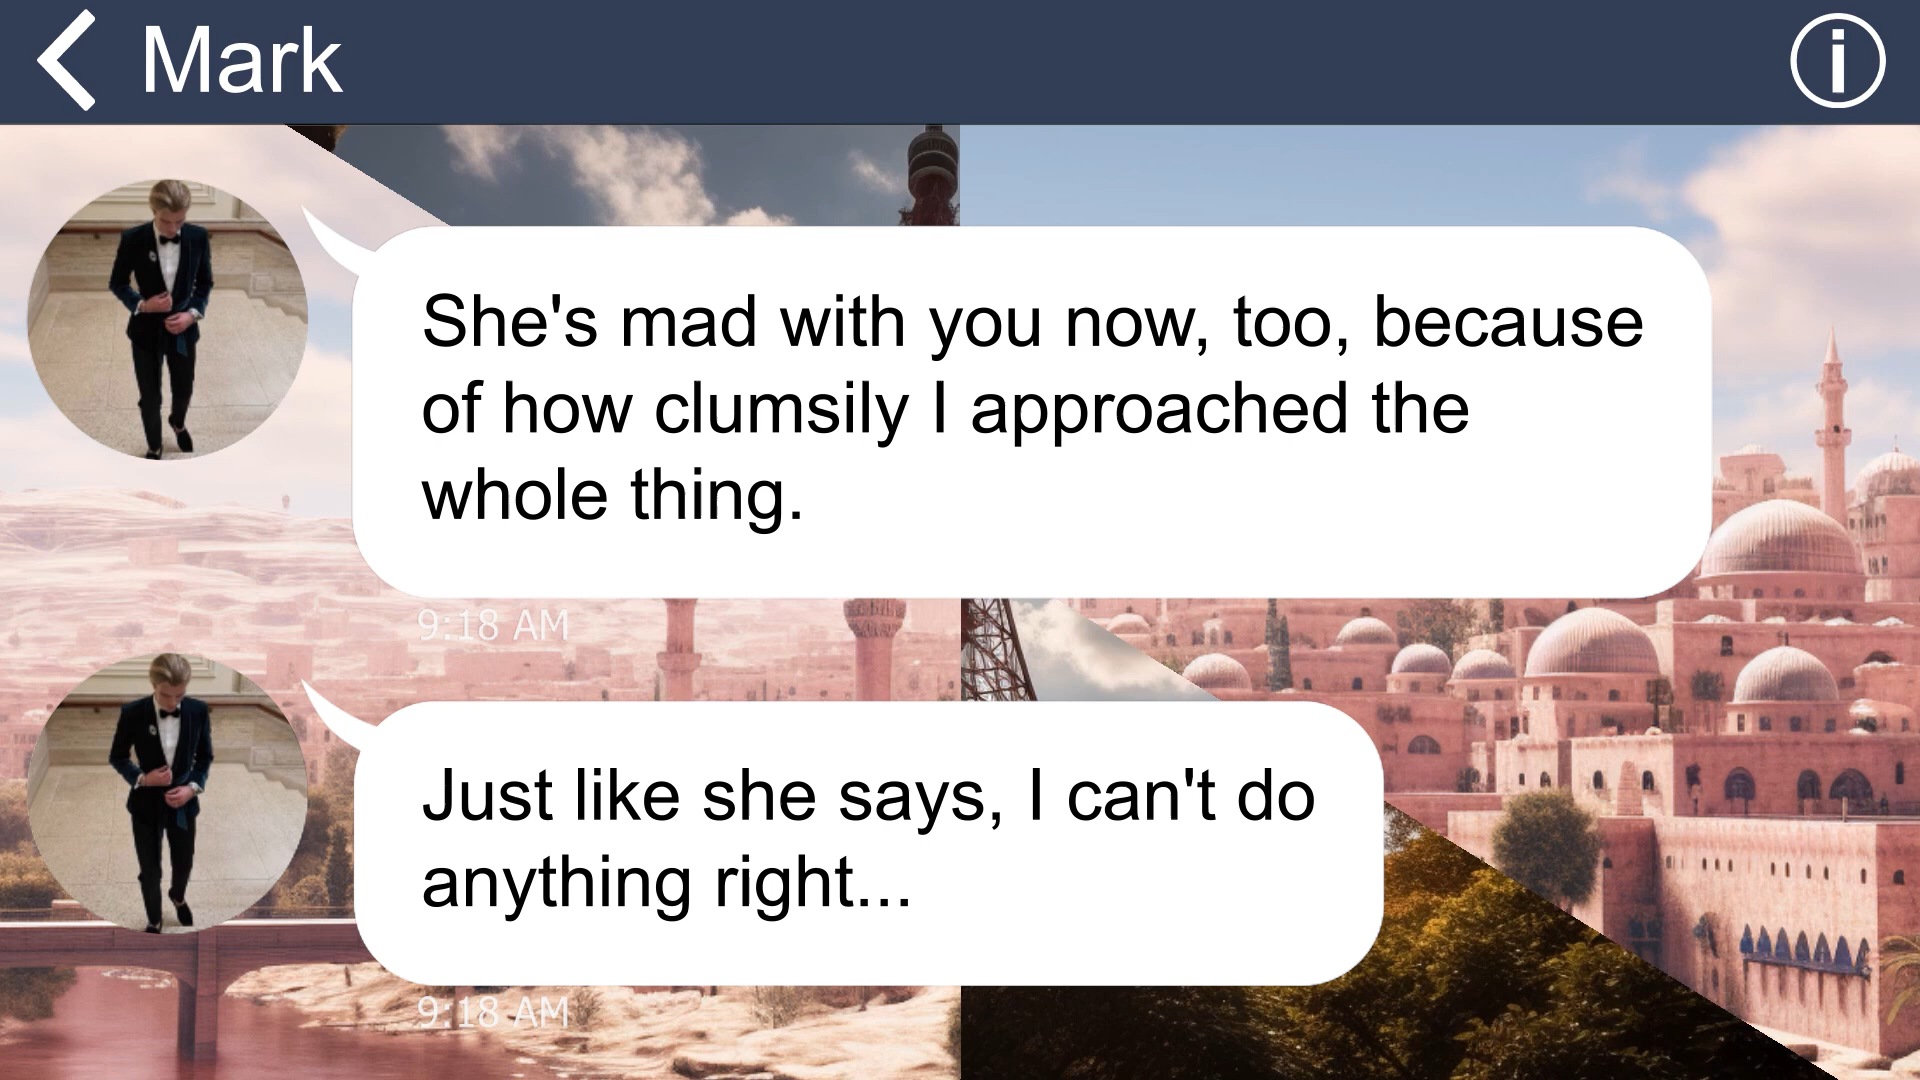 Mark
She's mad with you now, too, because
of how clumsily I approached the
whole thing.
9:18 AM
Just like she says, I can't do
anything right...
9:18 AM